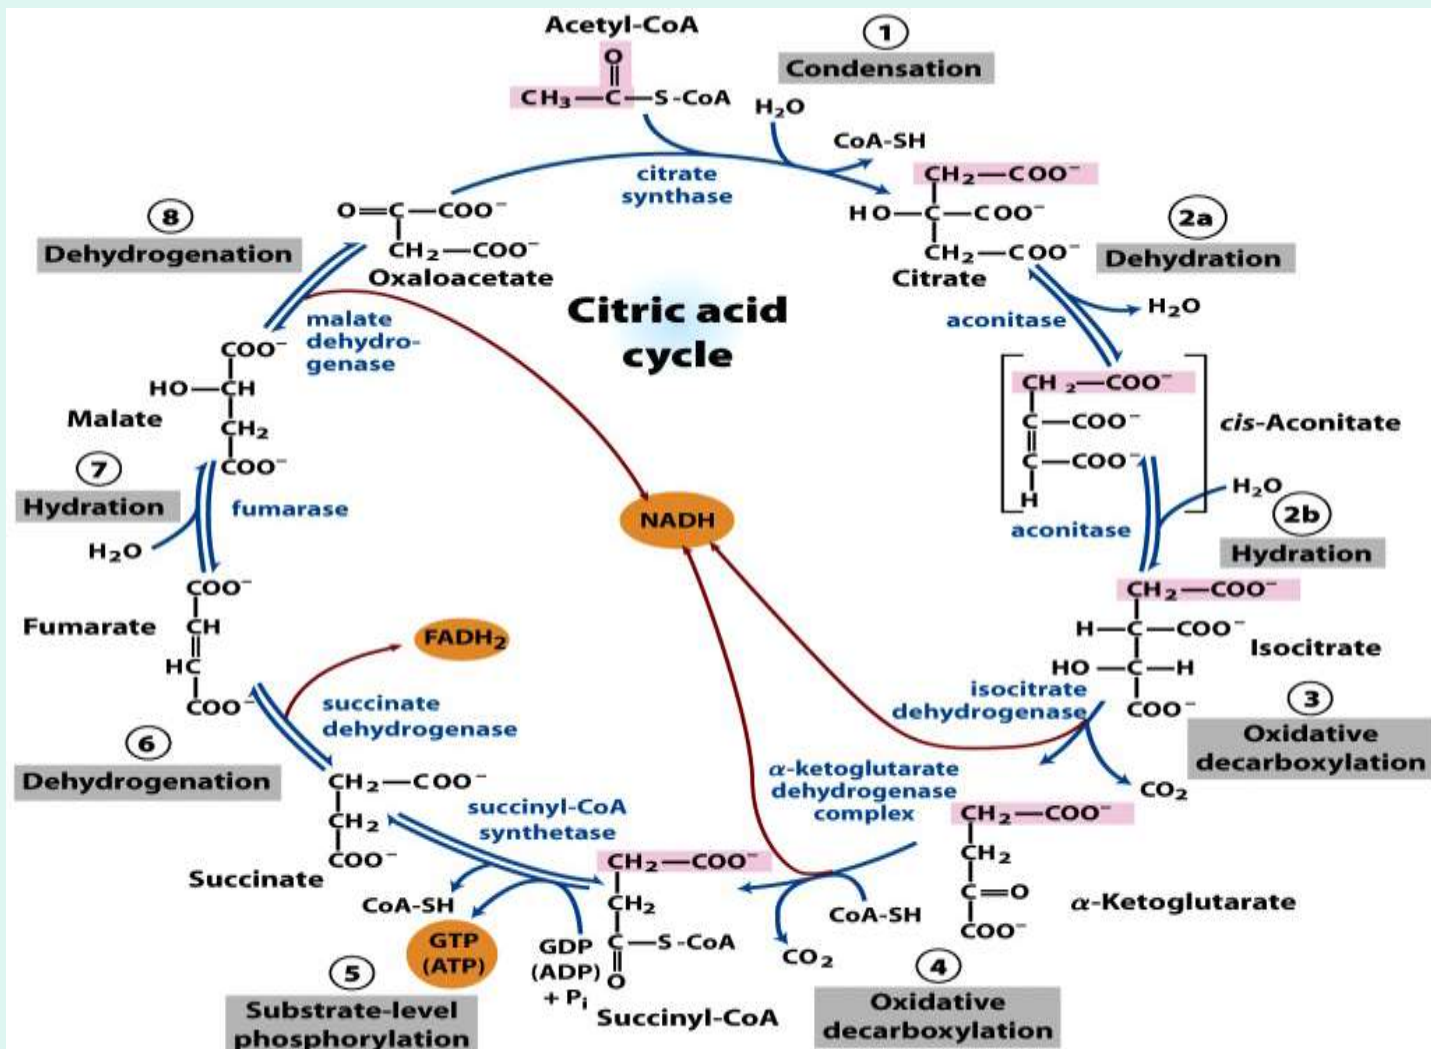 Acetyl-CoA
O
CH₃—C—S-CoA
1
Condensation
H₂O
CoA-SH
citrate
synthase
CH₂—COO⁻
HO—C—COO⁻
CH₂—COO⁻
Citrate
2a
Dehydration
H₂O
aconitase
CH₂—COO⁻
C—COO⁻
C—COO⁻
H
cis-Aconitate
H₂O
aconitase
2b
Hydration
CH₂—COO⁻
H—C—COO⁻
HO—C—H
COO⁻
Isocitrate
3
Oxidative
decarboxylation
isocitrate
dehydrogenase
CO₂
CH₂—COO⁻
CH₂
C=O
COO⁻
α-Ketoglutarate
α-ketoglutarate
dehydrogenase
complex
CoA-SH
CO₂
4
Oxidative
decarboxylation
CH₂—COO⁻
CH₂
C—S-CoA
O
Succinyl-CoA
succinyl-CoA
synthetase
GDP
(ADP)
+ Pᵢ
CoA-SH
GTP
(ATP)
5
Substrate-level
phosphorylation
CH₂—COO⁻
CH₂
COO⁻
Succinate
succinate
dehydrogenase
FADH₂
6
Dehydrogenation
COO⁻
CH
HC
COO⁻
Fumarate
fumarase
H₂O
7
Hydration
COO⁻
HO—CH
CH₂
COO⁻
Malate
malate
dehydro-
genase
8
Dehydrogenation
O=C—COO⁻
CH₂—COO⁻
Oxaloacetate
Citric acid
cycle
NADH